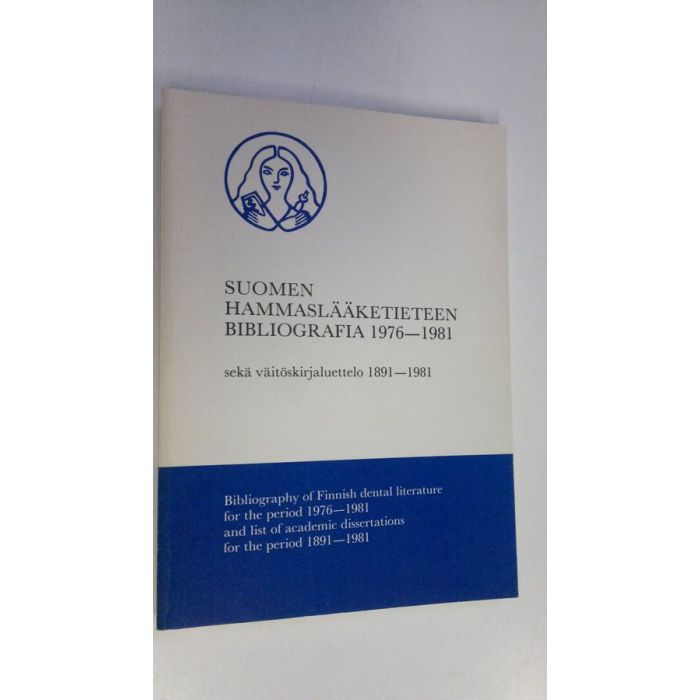 SUOMEN
HAMMASLÄÄKETIETEEN
BIBLIOGRAFIA 1976—1981
sekä väitöskirjaluettelo 1891—1981
Bibliography of Finnish dental literature
for the period 1976—1981
and list of academic dissertations
for the period 1891—1981